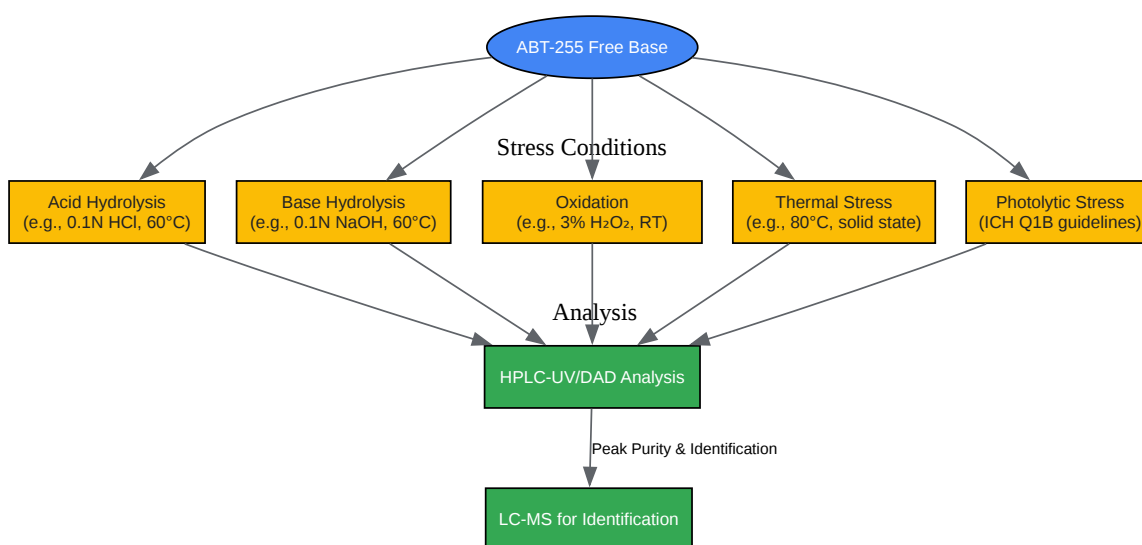 ABT-255 Free Base
Stress Conditions
Acid Hydrolysis
(e.g., 0.1N HCl, 60°C)
Base Hydrolysis
(e.g., 0.1N NaOH, 60°C)
Oxidation
(e.g., 3% H₂O₂, RT)
Thermal Stress
(e.g., 80°C, solid state)
Photolytic Stress
(ICH Q1B guidelines)
Analysis
HPLC-UV/DAD Analysis
Peak Purity & Identification
LC-MS for Identification